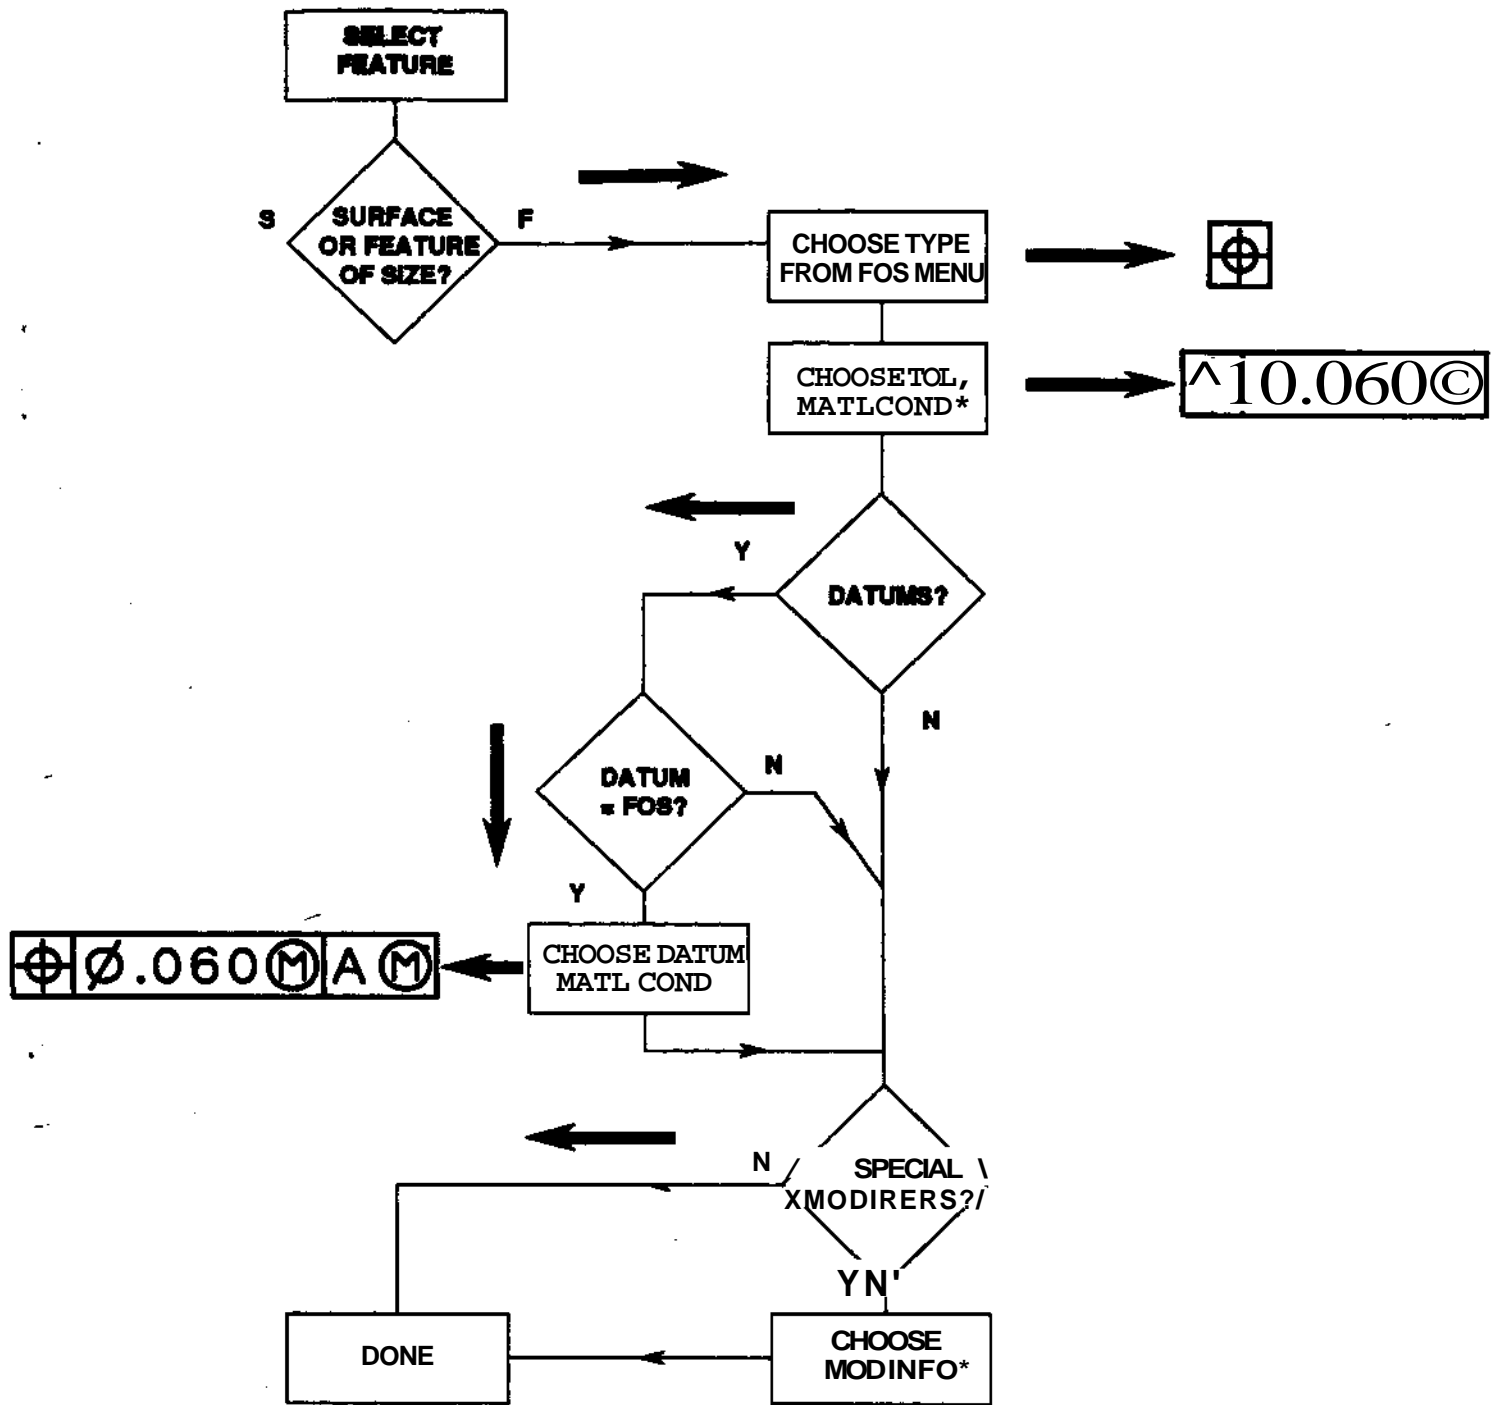 SELECT
FEATURE
S
SURFACE
OR FEATURE
OF SIZE?
F
CHOOSE TYPE
FROM FOS MENU
CHOOSETOL,
MATLCOND*
^10.060©
Y
DATUMS?
N
DATUM
= FOS?
N
Y
CHOOSE DATUM
MATL COND
Ø.060Ⓜ A Ⓜ
N / SPECIAL \
XMODIRERS?/
YN'
CHOOSE
MODINFO*
DONE